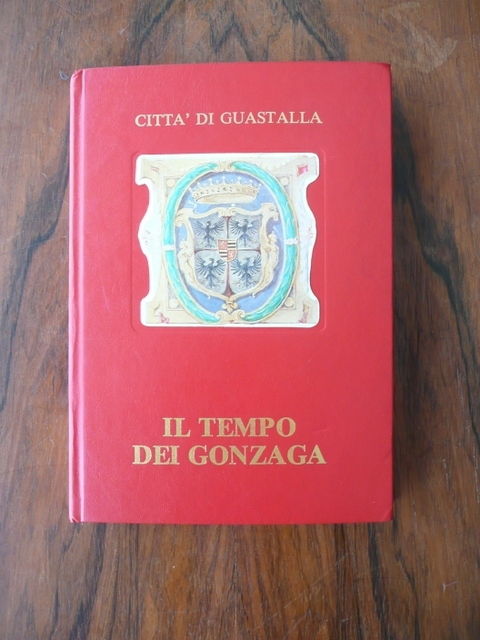 CITTA' DI GUASTALLA
IL TEMPO
DEI GONZAGA